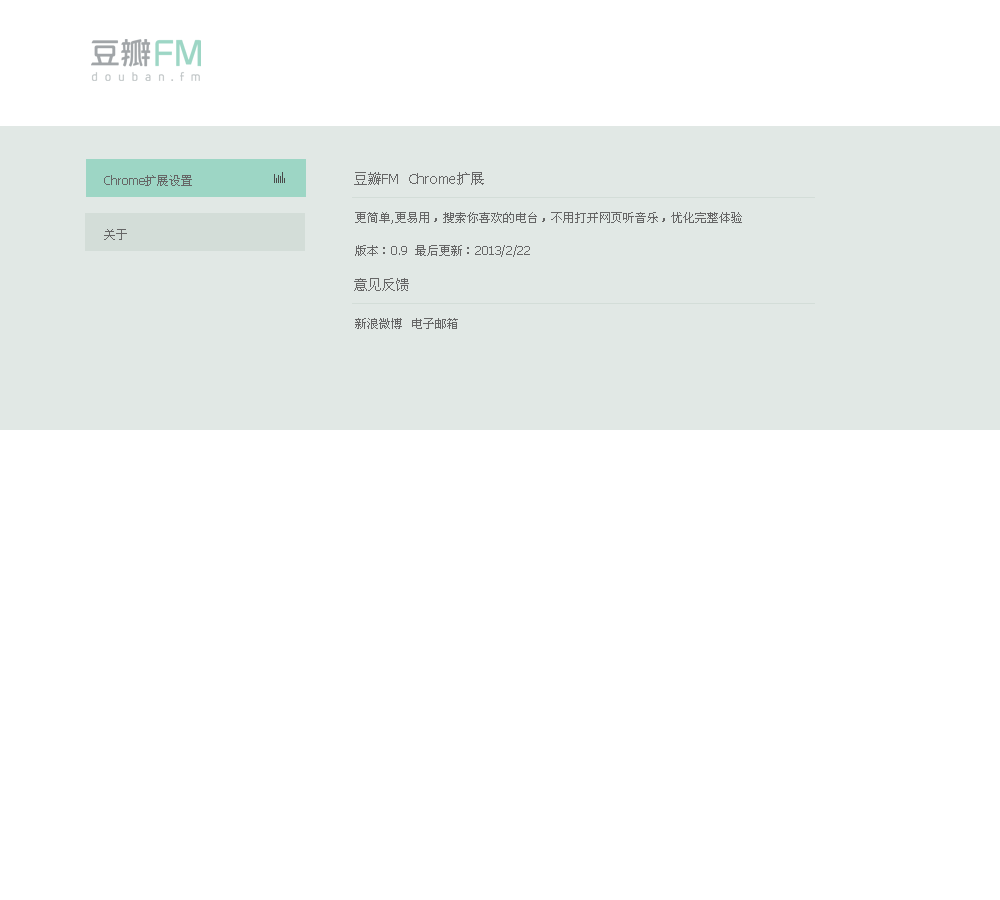 豆瓣FM
douban.fm
Chrome扩展设置
关于
豆瓣FM Chrome扩展
更简单,更易用，搜索你喜欢的电台，不用打开网页听音乐，优化完整体验
版本：0.9 最后更新：2013/2/22
意见反馈
新浪微博 电子邮箱